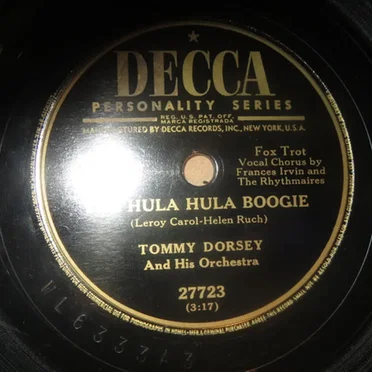 DECCA
PERSONALITY SERIES
REG. U.S. PAT. OFF.
MARCA REGISTRADA
MANUFACTURED BY DECCA RECORDS, INC., NEW YORK, U.S.A.
Fox Trot
Vocal Chorus by
Frances Irvin and
The Rhythmaires
HULA HULA BOOGIE
(Leroy Carol-Helen Ruch)
TOMMY DORSEY
And His Orchestra
27723
(3:17)